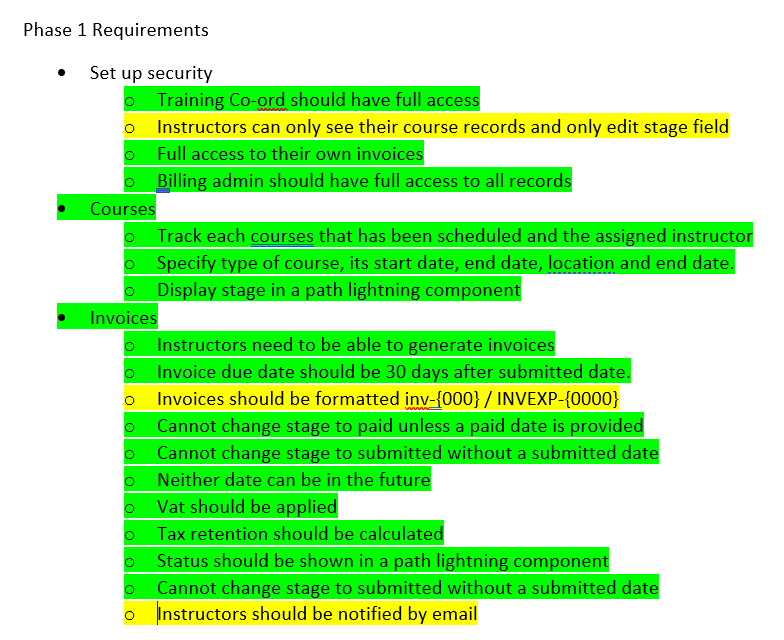 Phase 1 Requirements
• Set up security
o Training Co-ord should have full access
o Instructors can only see their course records and only edit stage field
o Full access to their own invoices
o Billing admin should have full access to all records
• Courses
o Track each courses that has been scheduled and the assigned instructor
o Specify type of course, its start date, end date, location and end date.
o Display stage in a path lightning component
• Invoices
o Instructors need to be able to generate invoices
o Invoice due date should be 30 days after submitted date.
o Invoices should be formatted inv-{000} / INVEXP-{0000}
o Cannot change stage to paid unless a paid date is provided
o Cannot change stage to submitted without a submitted date
o Neither date can be in the future
o Vat should be applied
o Tax retention should be calculated
o Status should be shown in a path lightning component
o Cannot change stage to submitted without a submitted date
o Instructors should be notified by email